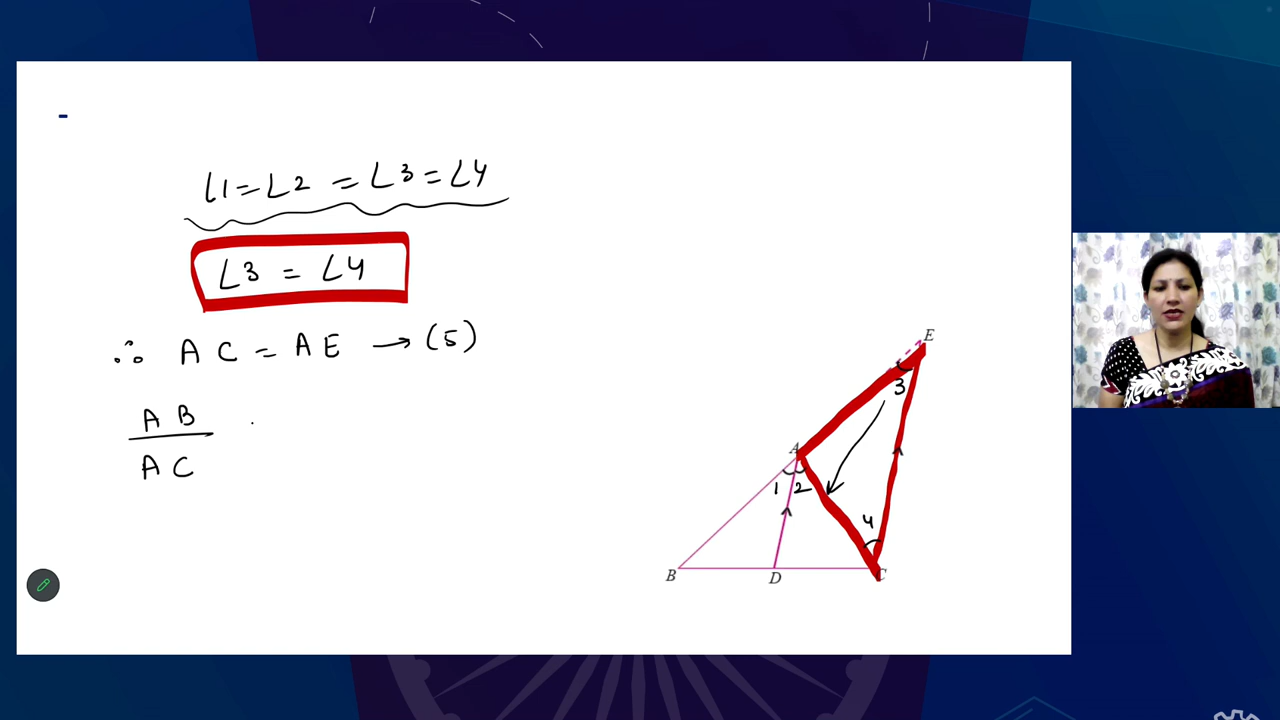 ∠1 = ∠2 = ∠3 = ∠4
∠3 = ∠4
∴ AC = AE → (5)
AB
AC
E
3
A
1 2
4
B
D
C